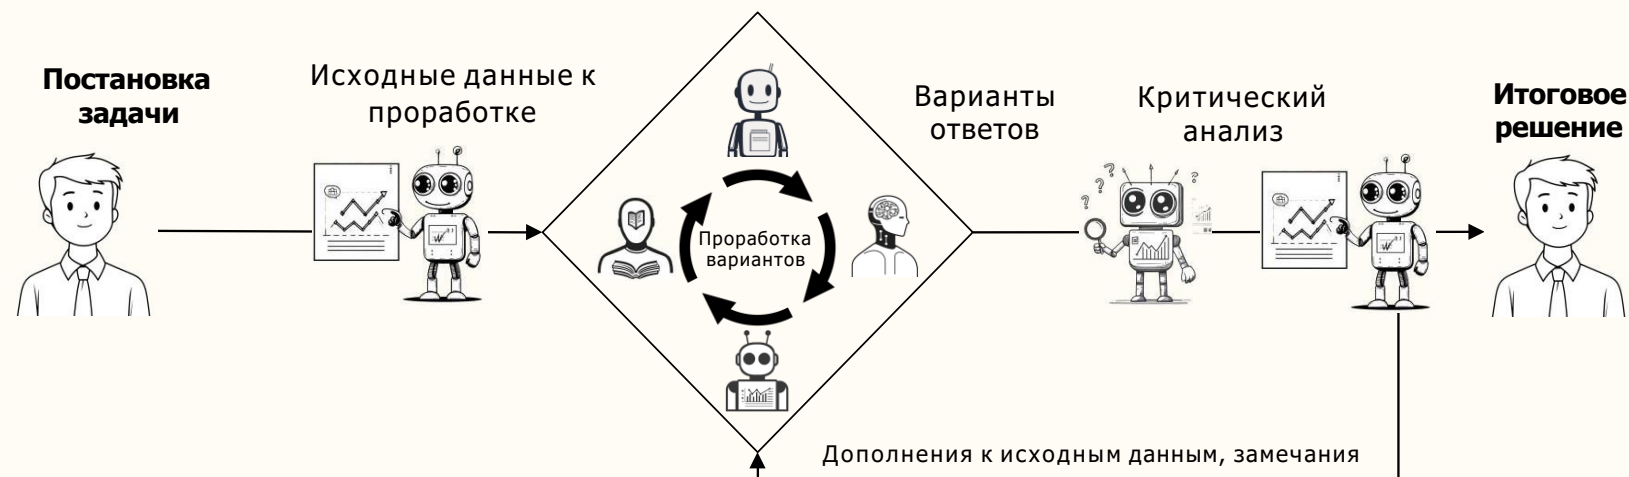 Постановка
задачи
Исходные данные к
проработке
Проработка
вариантов
Варианты
ответов
Критический
анализ
Итоговое
решение
Дополнения к исходным данным, замечания